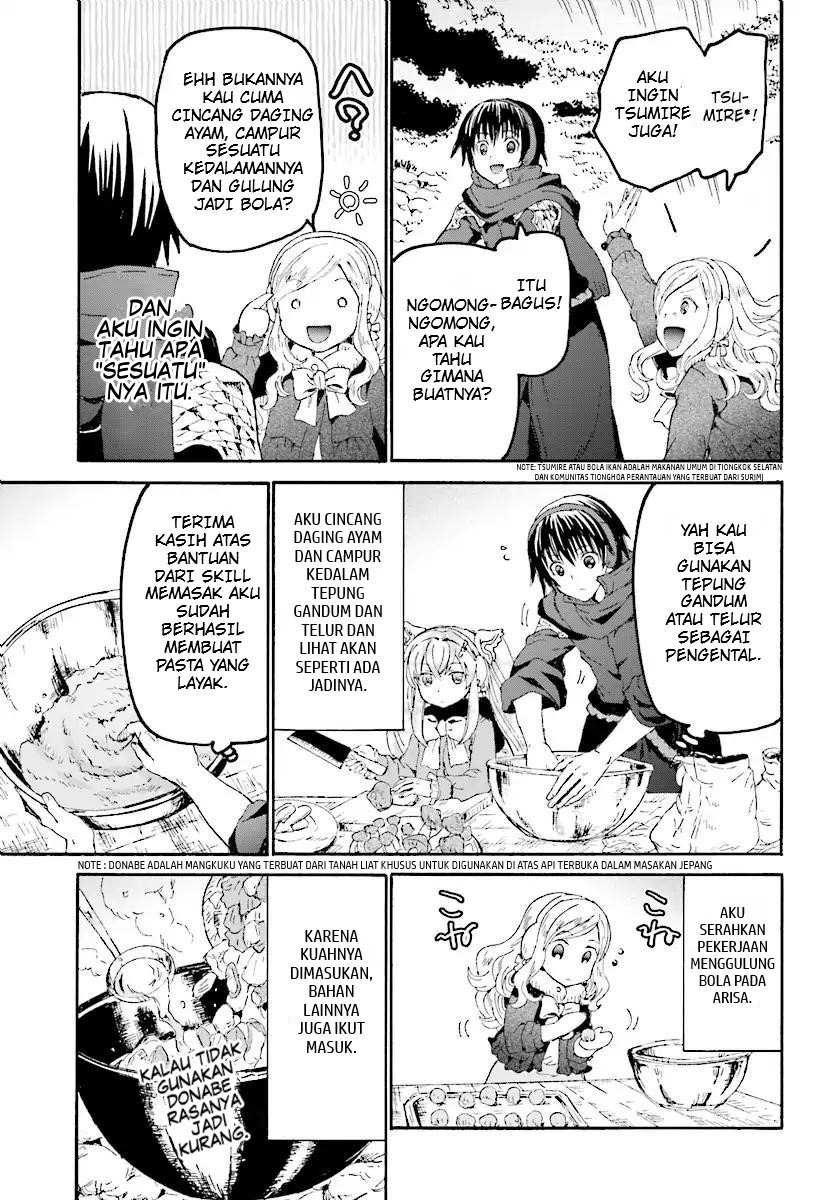 TSU-
MIRE*!
AKU
INGIN
TSUMIRE
JUGA!
ITU
BAGUS!
NGOMONG-
NGOMONG,
APA KAU
TAHU
GIMANA
BUATNYA?
NOTE: TSUMIRE ATAU BOLA IKAN ADALAH MAKANAN UMUM DI TIONGKOK SELATAN
DAN KOMUNITAS TIONGHOA PERANTAUAN YANG TERBUAT DARI SURIMJ
EHH BUKANNYA
KAU CUMA
CINCANG DAGING
AYAM, CAMPUR
SESUATU
KEDALAMANNYA
DAN GULUNG
JADI BOLA?
へ?
DAN
AKU INGIN
TAHU APA
"SESUATU"
NYA ITU.
YAH KAU
BISA
GUNAKAN
TEPUNG
GANDUM
ATAU TELUR
SEBAGAI
PENGENTAL.
AKU CINCANG
DAGING AYAM
DAN CAMPUR
KEDALAM
TEPUNG
GANDUM DAN
TELUR DAN
LIHAT AKAN
SEPERTI ADA
JADINYA.
TERIMA
KASIH ATAS
BANTUAN
DARI SKILL
MEMASAK AKU
SUDAH
BERHASIL
MEMBUAT
PASTA YANG
LAYAK.
NOTE : DONABE ADALAH MANGKUKU YANG TERBUAT DARI TANAH LIAT KHUSUS UNTUK DIGUNAKAN DI ATAS API TERBUKA DALAM MASAKAN JEPANG
AKU
SERAHKAN
PEKERJAAN
MENGGULUNG
BOLA PADA
ARISA.
こね
こね
KARENA
KUAHNYA
DIMASUKAN,
BAHAN
LAINNYA
JUGA IKUT
MASUK.
KALAU TIDAK
GUNAKAN
DONABE
RASANYA
JADI
KURANG.